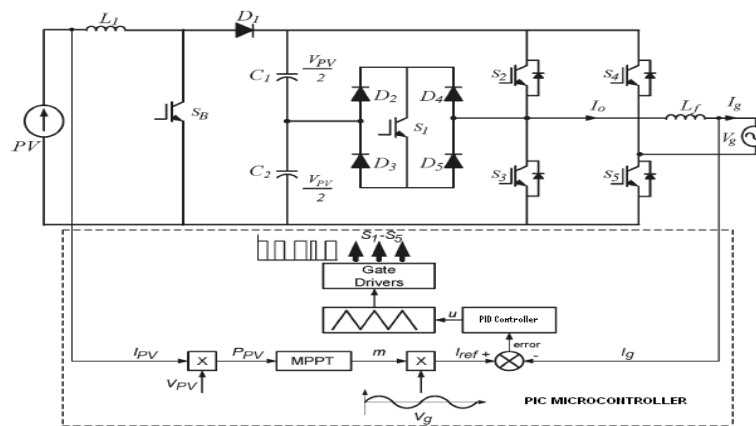 L1
D1
C1
VPV/2
D2
D4
S2
S4
PV
SB
S1
Io
Lf
Ig
Vg
C2
VPV/2
D3
D5
S3
S5
S1-S5
Gate
Drivers
u
PID Controller
error
IPV
X
PPV
MPPT
m
X
Iref
+
-
Ig
VPV
Vg
PIC MICROCONTROLLER